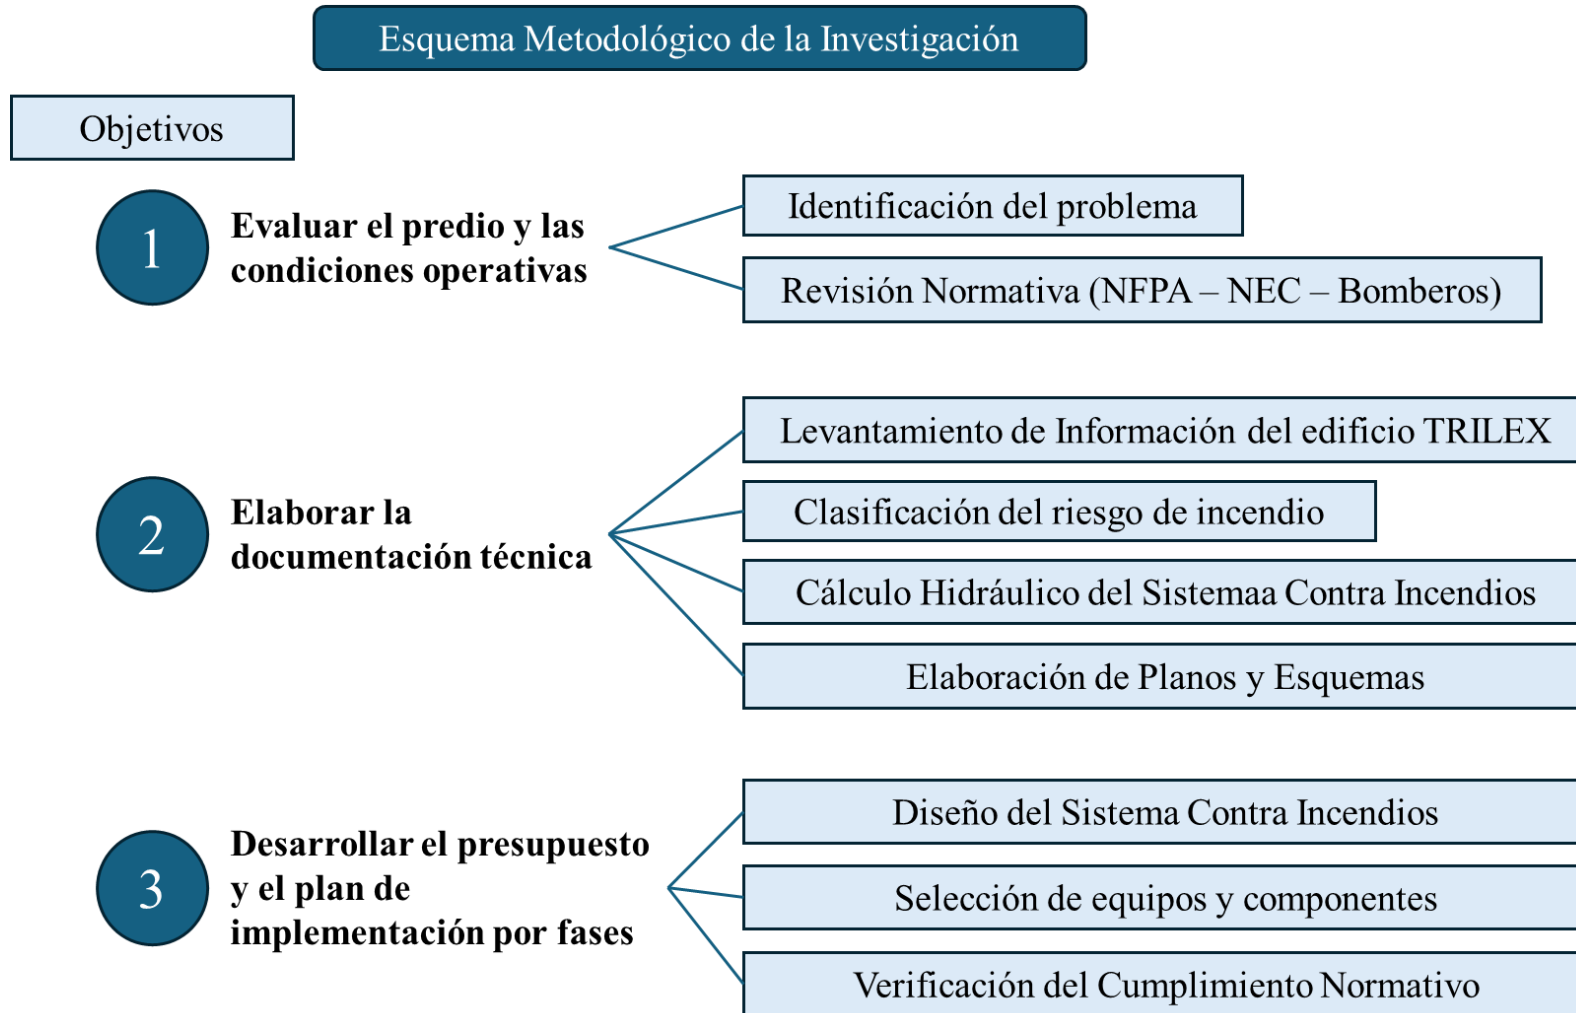 Esquema Metodológico de la Investigación
Objetivos
1
Evaluar el predio y las
condiciones operativas
Identificación del problema
Revisión Normativa (NFPA – NEC – Bomberos)
2
Elaborar la
documentación técnica
Levantamiento de Información del edificio TRILEX
Clasificación del riesgo de incendio
Cálculo Hidráulico del Sistemaa Contra Incendios
Elaboración de Planos y Esquemas
3
Desarrollar el presupuesto
y el plan de
implementación por fases
Diseño del Sistema Contra Incendios
Selección de equipos y componentes
Verificación del Cumplimiento Normativo